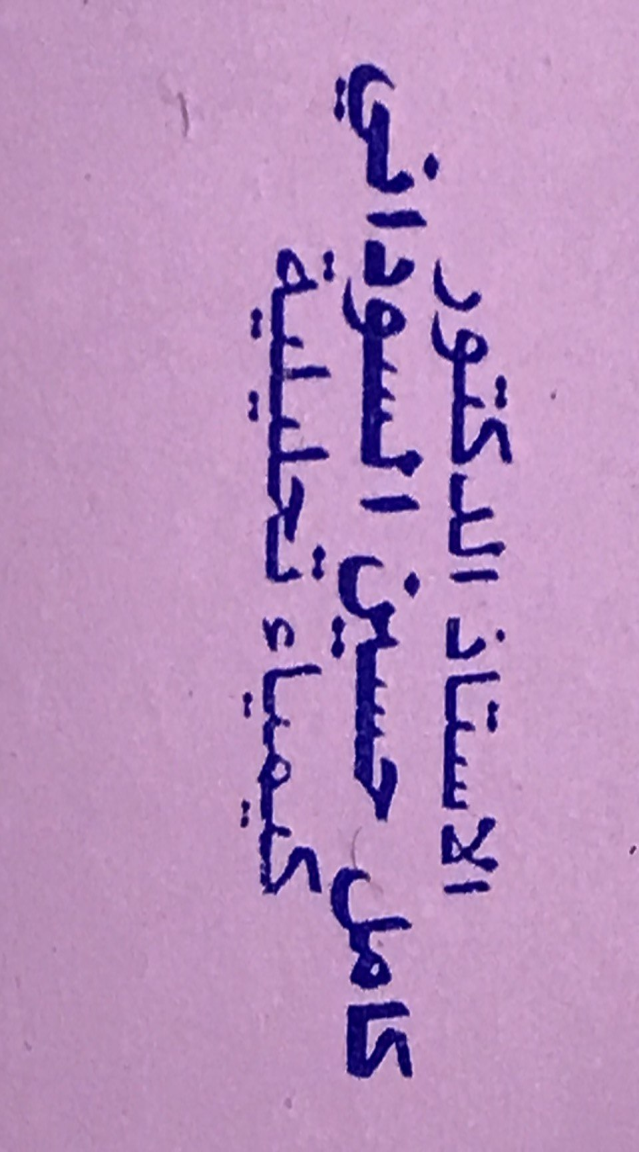 الاستاذ الدكتور
كامل حسين السوداني
كيمياء تحليلية